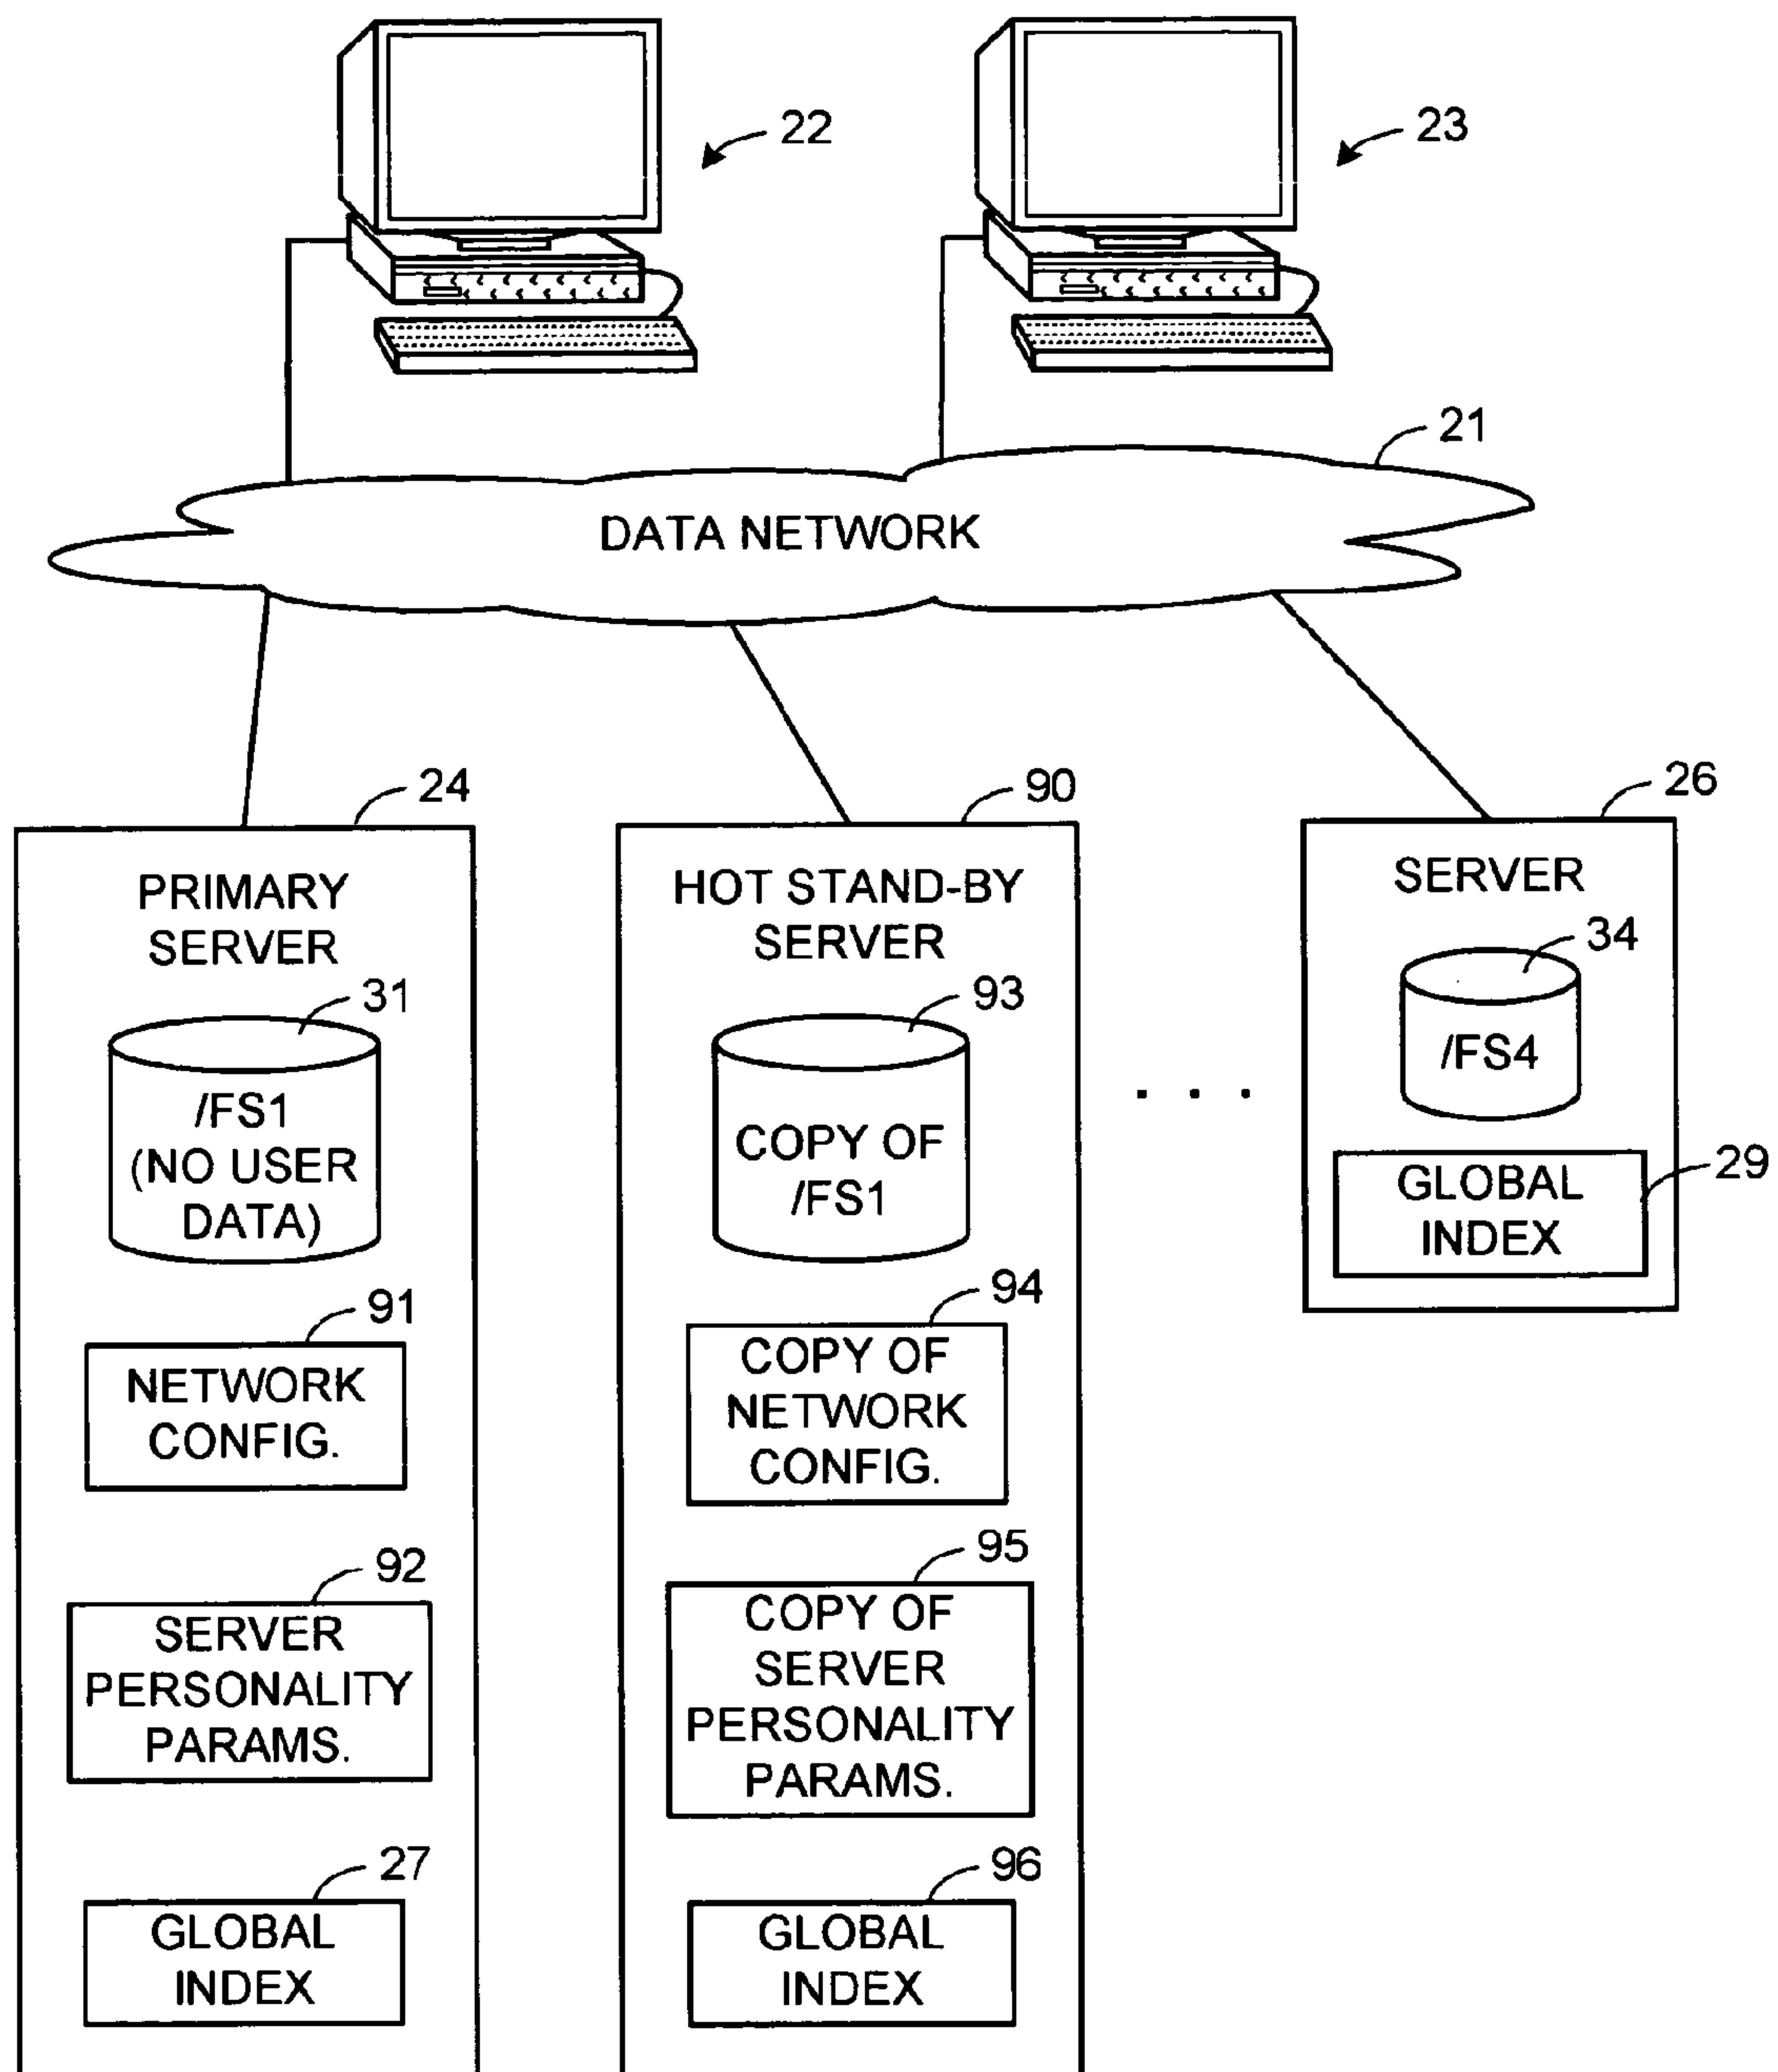 22
23
21
DATA NETWORK
24
PRIMARY
SERVER
31
/FS1
(NO USER
DATA)
91
NETWORK
CONFIG.
92
SERVER
PERSONALITY
PARAMS.
27
GLOBAL
INDEX
90
HOT STAND-BY
SERVER
93
COPY OF
/FS1
94
COPY OF
NETWORK
CONFIG.
95
COPY OF
SERVER
PERSONALITY
PARAMS.
96
GLOBAL
INDEX
. . .
26
SERVER
34
/FS4
29
GLOBAL
INDEX